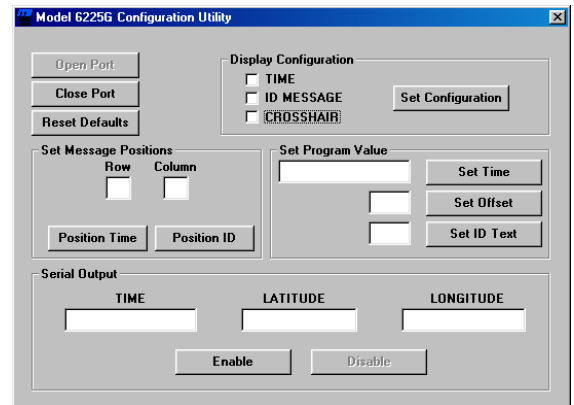 Model 6225G Configuration Utility
Open Port
Close Port
Reset Defaults
Display Configuration
TIME
ID MESSAGE
CROSSHAIR
Set Configuration
Set Message Positions
Row Column
Position Time Position ID
Set Program Value
Set Time
Set Offset
Set ID Text
Serial Output
TIME LATITUDE LONGITUDE
Enable Disable